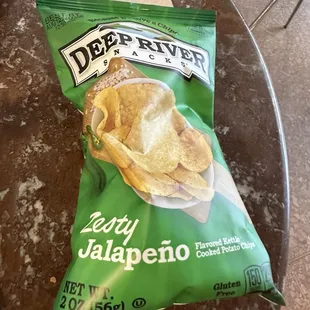 DEEP RIVER
SNACKS
Zesty
Jalapeño
Flavored Kettle
Cooked Potato Chips
Gluten
Free
NET WT.
2 OZ (56g)
U